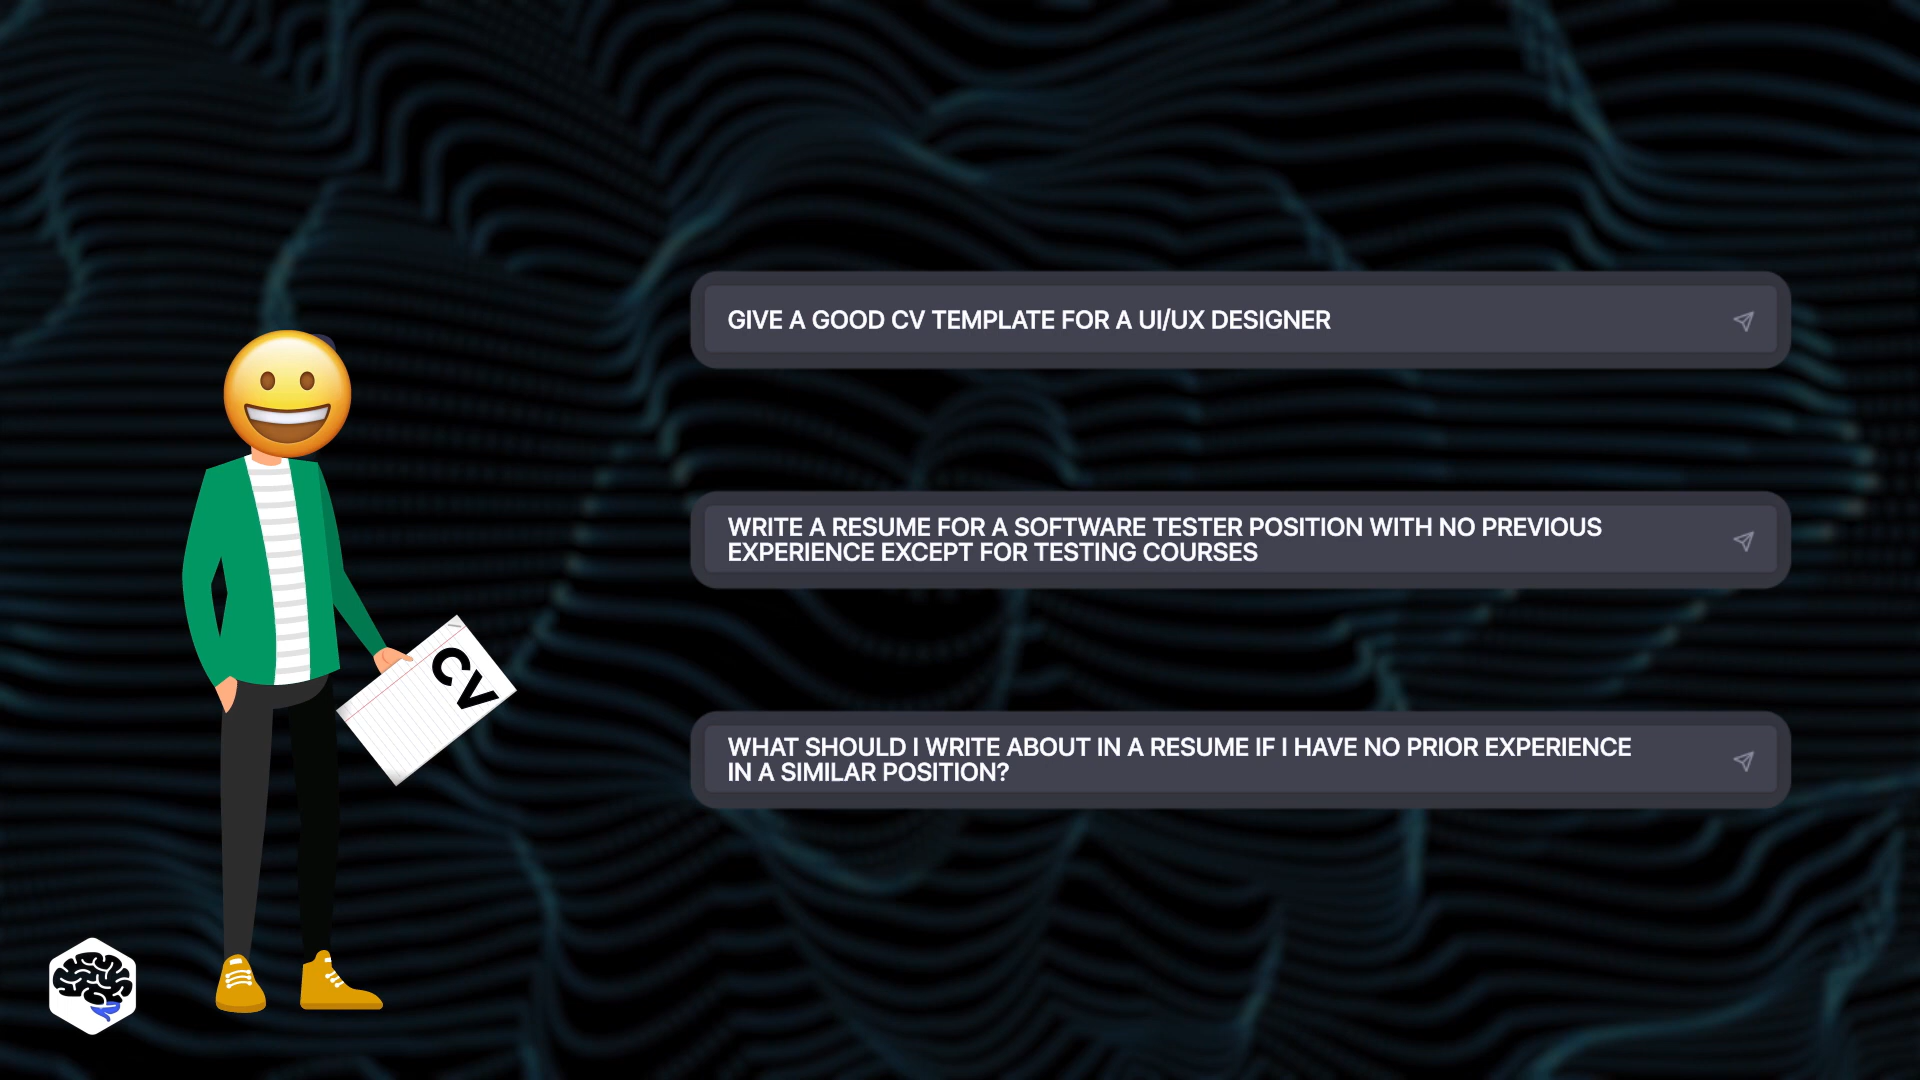 GIVE A GOOD CV TEMPLATE FOR A UI/UX DESIGNER
WRITE A RESUME FOR A SOFTWARE TESTER POSITION WITH NO PREVIOUS
EXPERIENCE EXCEPT FOR TESTING COURSES
CV
WHAT SHOULD I WRITE ABOUT IN A RESUME IF I HAVE NO PRIOR EXPERIENCE
IN A SIMILAR POSITION?